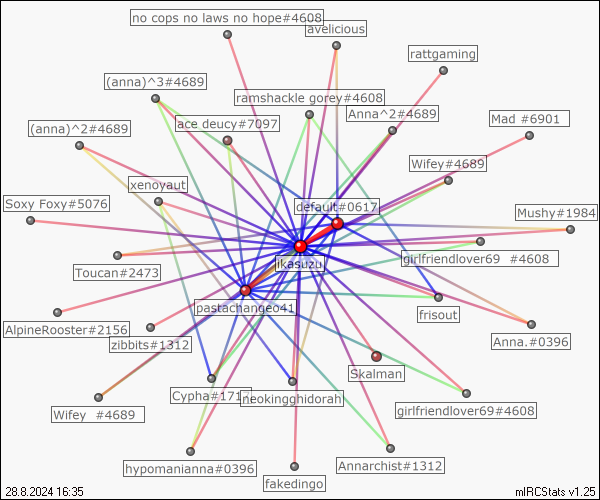 no cops no laws no hope#4608
avelicious
rattgaming
(anna)^3#4689
ramshackle gorey#4608
Anna^2#4689
Mad #6901
(anna)^2#4689
ace deucy#7097
Wifey#4689
xenoyaut
Soxy Foxy#5076
default#0617
Mushy#1984
Toucan#2473
ikasuzu
girlfriendlover69 #4608
pastachangeo41
frisout
AlpineRooster#2156
zibbits#1312
Anna.#0396
Skalman
Wifey #4689
Cypha#1712
neokingghidorah
girlfriendlover69#4608
hypomanianna#0396
Annarchist#1312
fakedingo
28.8.2024 16:35
mIRCStats v1.25